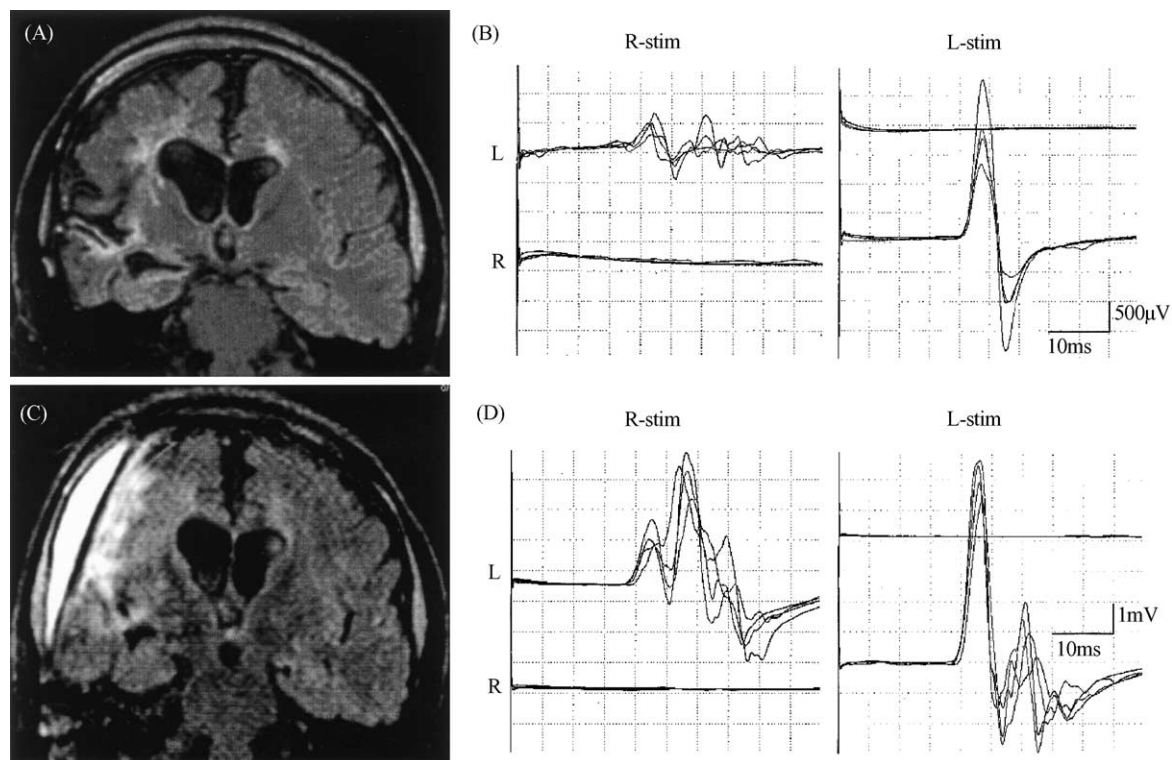 (A)
(B)
R-stim
L-stim
L
R
500μV
10ms
(C)
(D)
R-stim
L-stim
L
R
1mV
10ms